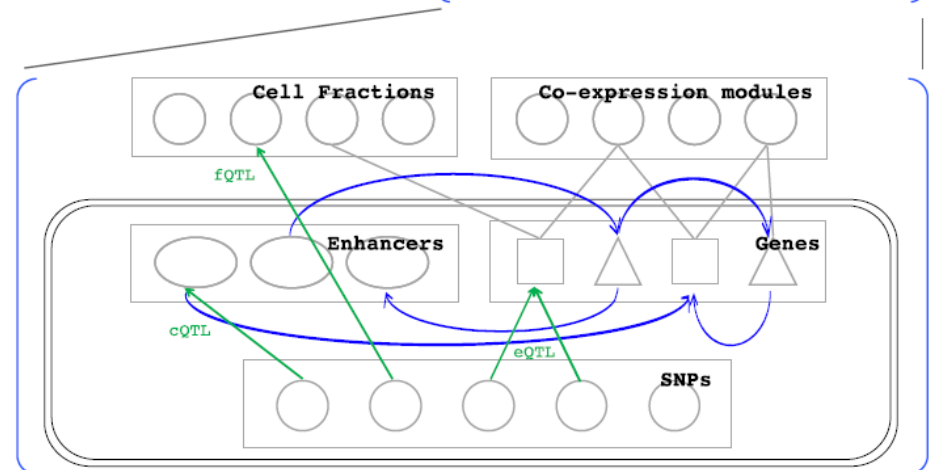 Cell Fractions
Co-expression modules
fQTL
Enhancers
Genes
cQTL
eQTL
SNPs